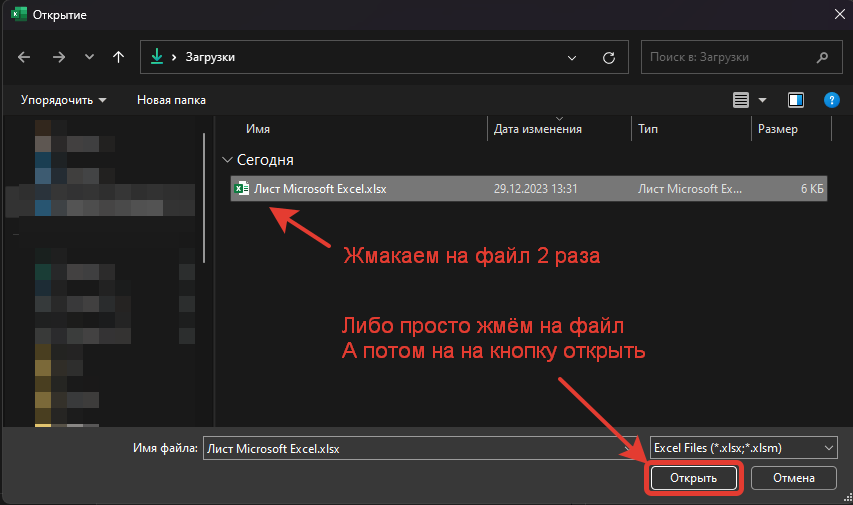 Открытие
Загрузки
Поиск в: Загрузки
Упорядочить
Новая папка
?
Имя
Дата изменения
Тип
Размер
Сегодня
Лист Microsoft Excel.xlsx
29.12.2023 13:31
Лист Microsoft Ex...
6 КБ
Жмакаем на файл 2 раза
Либо просто жмём на файл
А потом на на кнопку открыть
Имя файла:
Лист Microsoft Excel.xlsx
Excel Files (*.xlsx;*.xlsm)
Открыть
Отмена